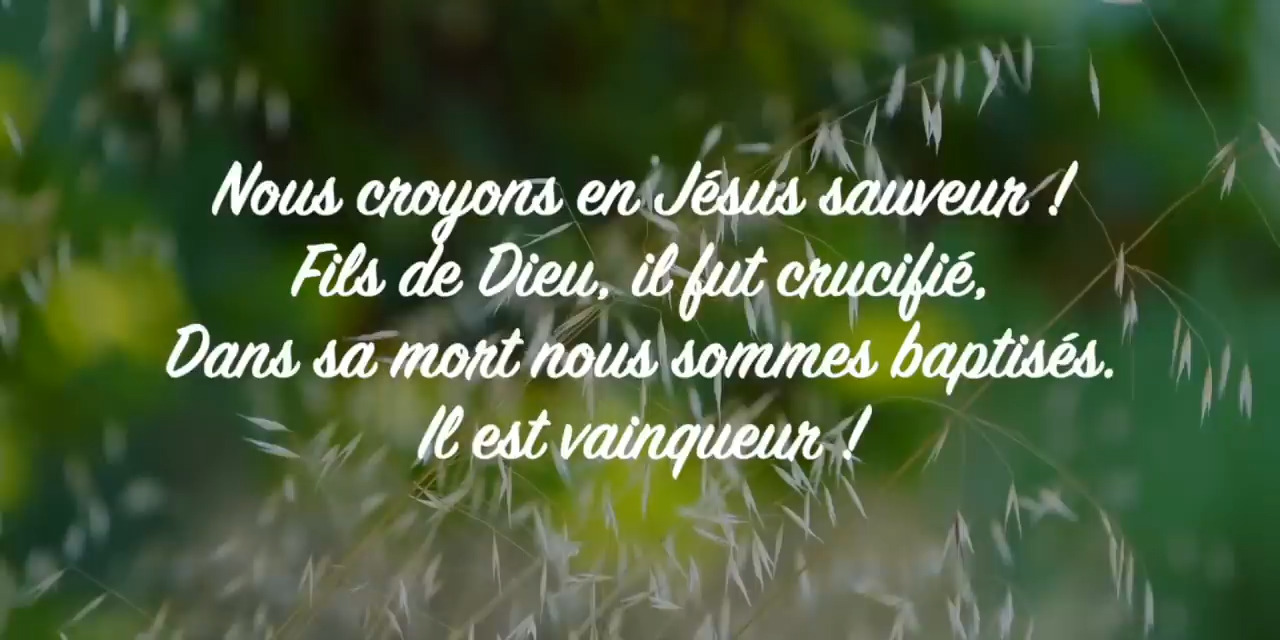 Nous croyons en Jésus sauveur !
Fils de Dieu, il fut crucifié,
Dans sa mort nous sommes baptisés.
Il est vainqueur !